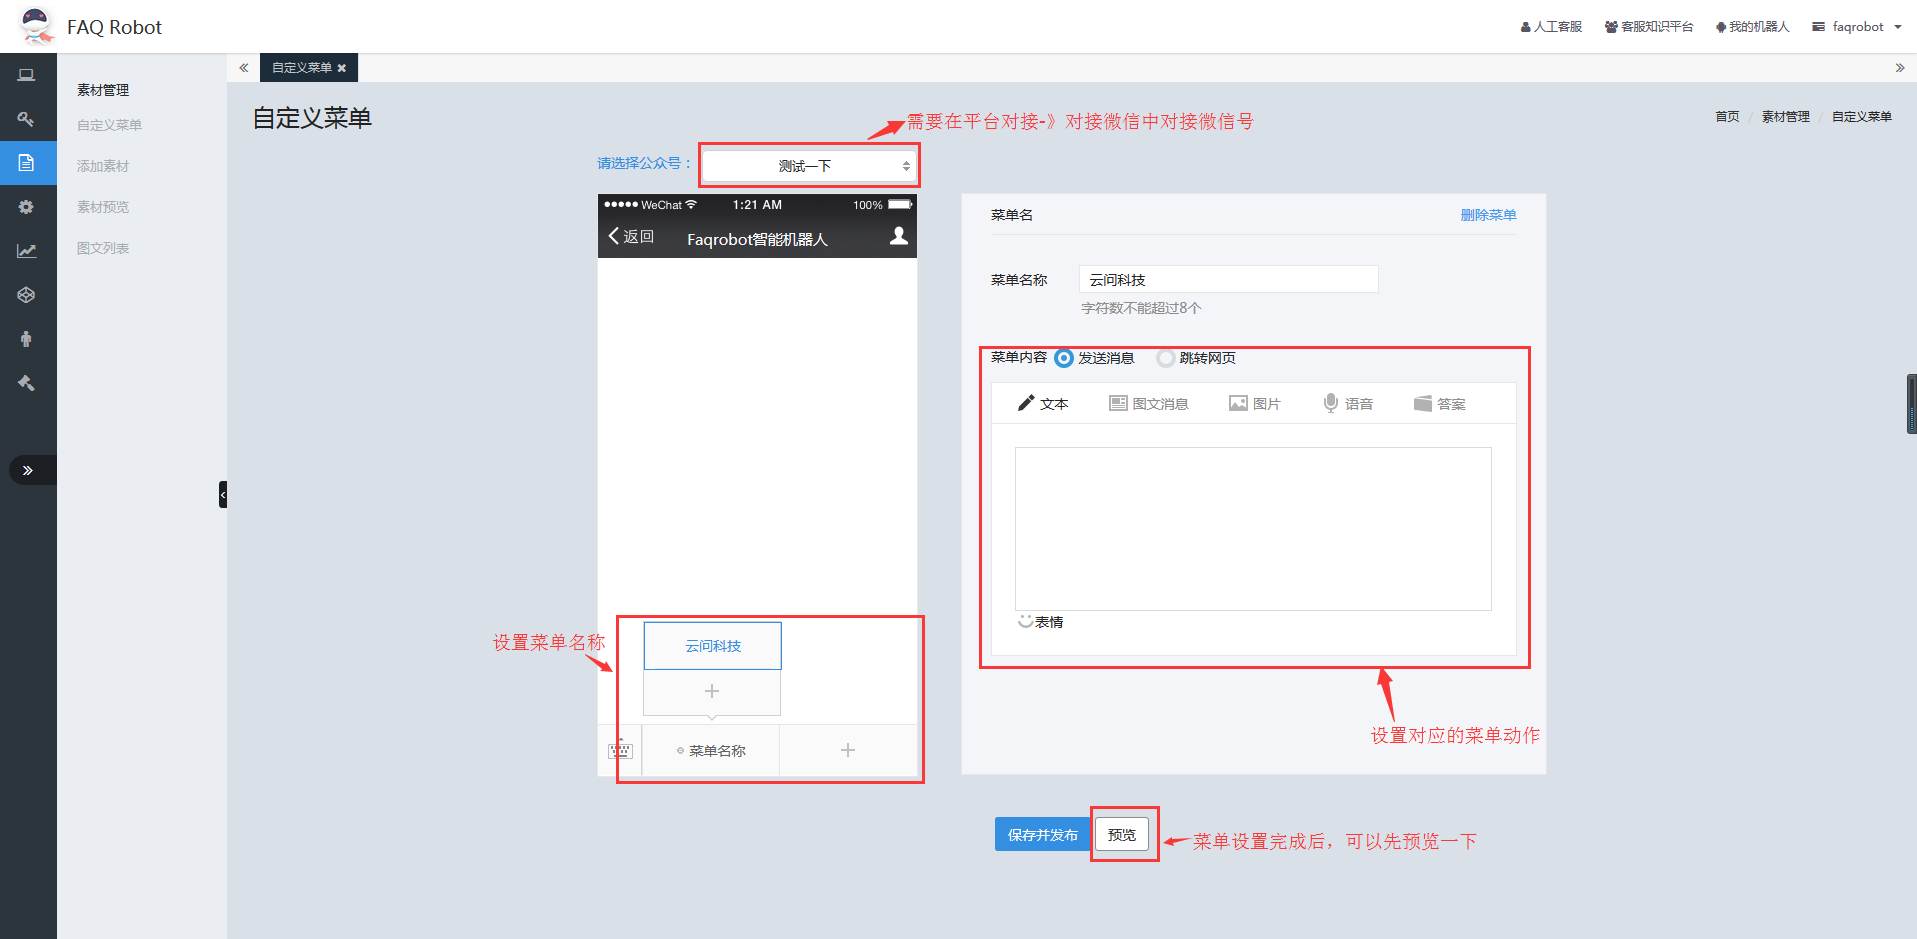 FAQ Robot
人工客服
客服知识平台
我的机器人
faqrobot
素材管理
自定义菜单
添加素材
素材预览
图文列表
自定义菜单
自定义菜单
首页 / 素材管理 / 自定义菜单
需要在平台对接-》对接微信中对接微信号
请选择公众号：
测试一下
WeChat 1:21 AM 100%
返回 Faqrobot智能机器人
云问科技
菜单名称
设置菜单名称
菜单名 删除菜单
菜单名称 云问科技
字符数不能超过8个
菜单内容 发送消息 跳转网页
文本 图文消息 图片 语音 答案
表情
设置对应的菜单动作
保存并发布 预览
菜单设置完成后，可以先预览一下